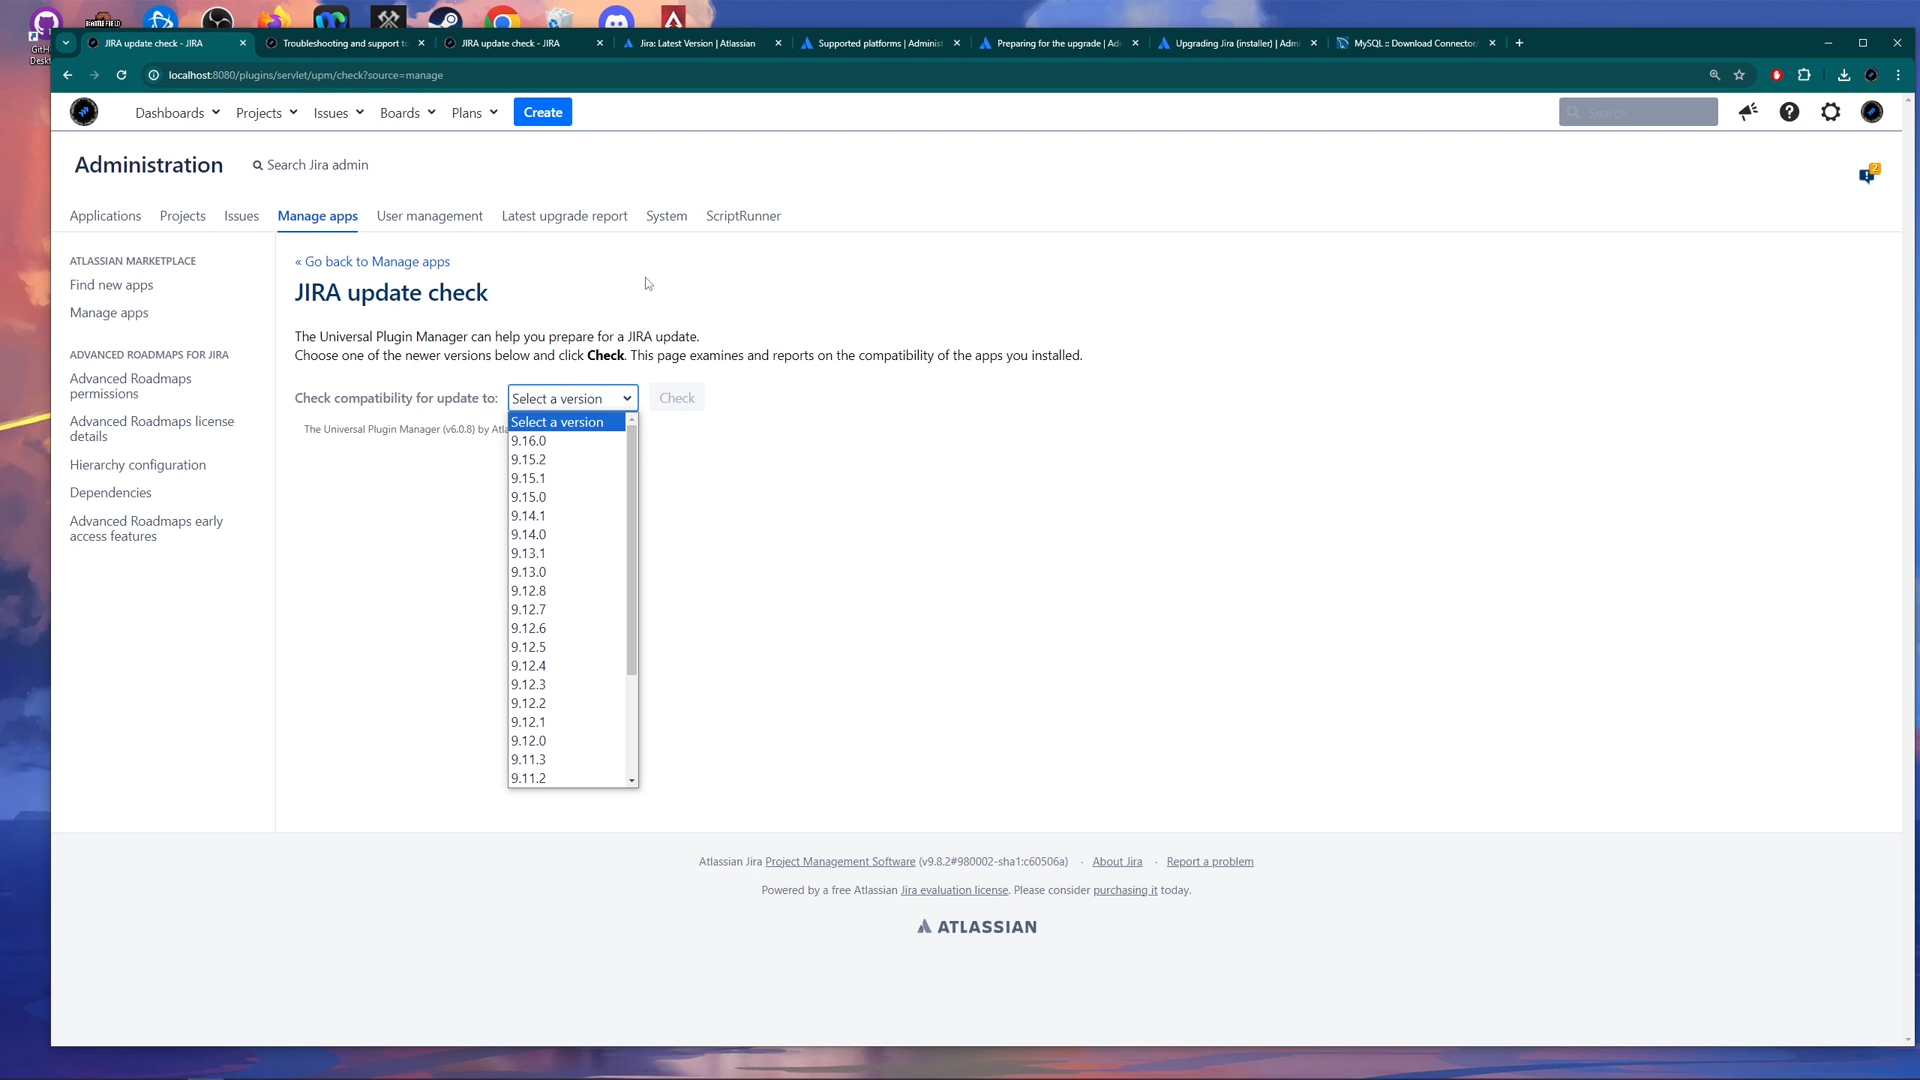 GitH
Deskt
BATTLEFIELD
JIRA update check - JIRA
Troubleshooting and support to
JIRA update check - JIRA
Jira: Latest Version | Atlassian
Supported platforms | Administ
Preparing for the upgrade | Ad
Upgrading Jira (installer) | Admi
MySQL :: Download Connector/
localhost:8080/plugins/servlet/upm/check?source=manage
Dashboards
Projects
Issues
Boards
Plans
Create
Search
Administration
Search Jira admin
2
Applications
Projects
Issues
Manage apps
User management
Latest upgrade report
System
ScriptRunner
ATLASSIAN MARKETPLACE
Find new apps
Manage apps
ADVANCED ROADMAPS FOR JIRA
Advanced Roadmaps
permissions
Advanced Roadmaps license
details
Hierarchy configuration
Dependencies
Advanced Roadmaps early
access features
« Go back to Manage apps
JIRA update check
The Universal Plugin Manager can help you prepare for a JIRA update.
Choose one of the newer versions below and click Check. This page examines and reports on the compatibility of the apps you installed.
Check compatibility for update to:
Select a version
Check
The Universal Plugin Manager (v6.0.8) by Atla
Select a version
9.16.0
9.15.2
9.15.1
9.15.0
9.14.1
9.14.0
9.13.1
9.13.0
9.12.8
9.12.7
9.12.6
9.12.5
9.12.4
9.12.3
9.12.2
9.12.1
9.12.0
9.11.3
9.11.2
Atlassian Jira Project Management Software (v9.8.2#980002-sha1:c60506a) · About Jira · Report a problem
Powered by a free Atlassian Jira evaluation license. Please consider purchasing it today.
ATLASSIAN